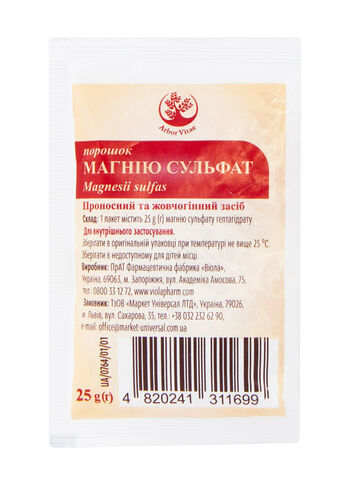 Arbor Vitae
порошок
МАГНІЮ СУЛЬФАТ
Magnesii sulfas
Проносний та жовчогінний засіб
Склад: 1 пакет містить 25 g (г) магнію сульфату гептагідрату.
Для внутрішнього застосування.
Зберігати в оригінальній упаковці при температурі не вище 25 °C.
Зберігати в недоступному для дітей місці.
Виробник: ПрАТ Фармацевтична фабрика «Віола»,
Україна, 69063, м. Запоріжжя, вул. Академіка Амосова, 75,
тел. 0800 33 12 72, www.violapharm.com
Замовник: ТзОВ «Маркет Універсал ЛТД», Україна, 79026,
м. Львів, вул. Сахарова, 35, тел.: +38 032 232 62 90,
e-mail: office@market-universal.com.ua
UA/9264/01/01
25 g (г)
4 820241 311699